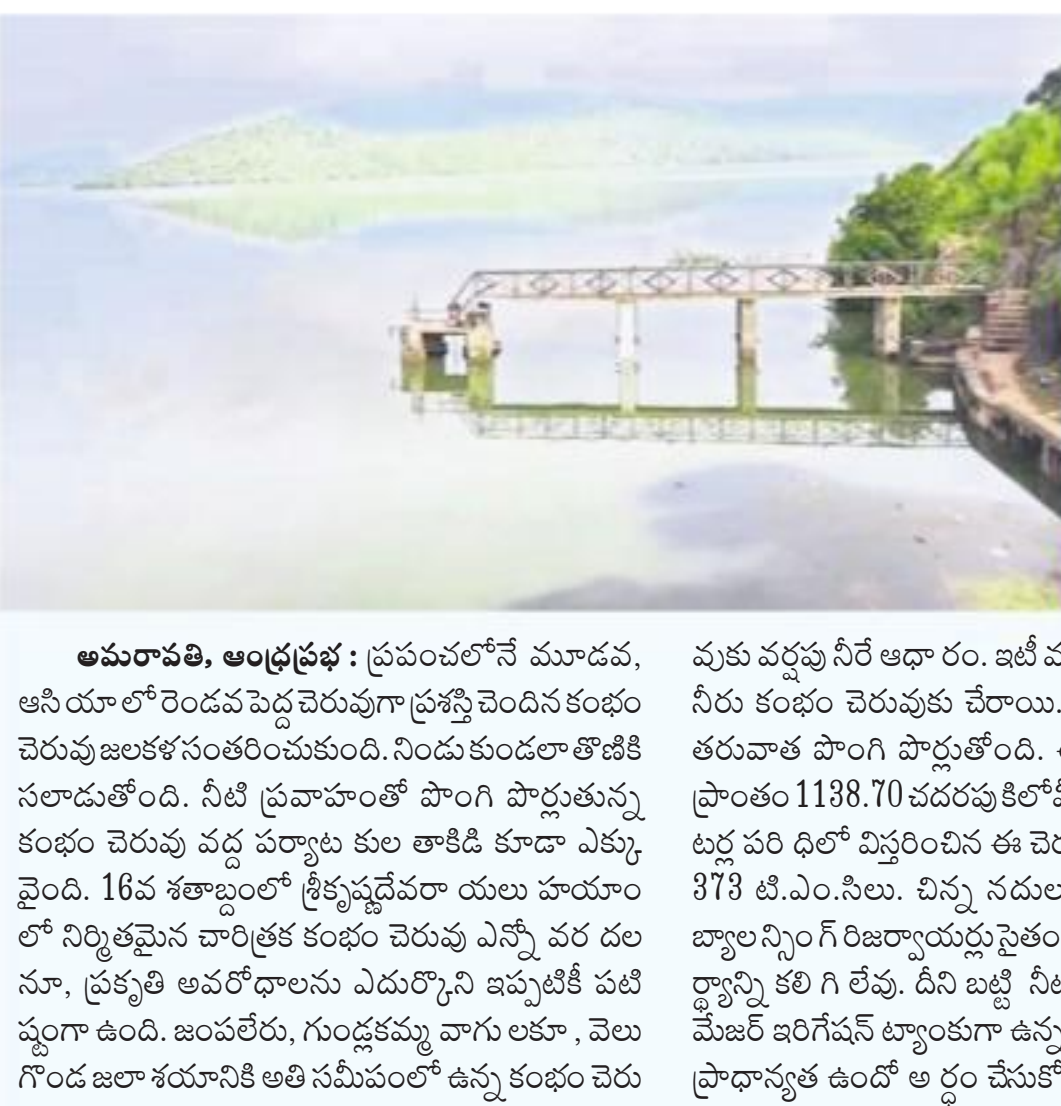 అమరావతి, ఆంధ్రప్రభ : ప్రపంచలోనే మూడవ,
ఆసి యా లో రెండవ పెద్ద చెరువుగా ప్రశస్తి చెందిన కంభం
చెరువు జలకళ సంతరించుకుంది. నిండు కుండలా తొణికి
సలాడుతోంది. నీటి ప్రవాహంతో పొంగి పొర్లుతున్న
కంభం చెరువు వద్ద పర్యాట కుల తాకిడి కూడా ఎక్కు
వైంది. 16వ శతాబ్దంలో శ్రీకృష్ణదేవరా యలు హయాం
లో నిర్మితమైన చారిత్రక కంభం చెరువు ఎన్నో వర దల
నూ, ప్రకృతి అవరోధాలను ఎదుర్కొని ఇప్పటికీ పటి
ష్టంగా ఉంది. జంపలేరు, గుండ్లకమ్మ వాగు లకూ , వెలు
గొండ జలా శయానికి అతి సమీపంలో ఉన్న కంభం చెరు
వుకు వర్షపు నీరే ఆధా రం. ఇటీ
నీరు కంభం చెరువుకు చేరాయి.
తరువాత పొంగి పొర్లుతోంది.
ప్రాంతం 1138.70 చదరపు కిలోమీ
టర్ల పరి ధిలో విస్తరించిన ఈ చెరు
373 టి.ఎం.సిలు. చిన్న నదుల
బ్యాలన్సిం గ్ రిజర్వాయర్లు సైతం
ర్థ్యాన్ని కలి గి లేవు. దీని బట్టి నీటి
మేజర్ ఇరిగేషన్ ట్యాంకుగా ఉన్న
ప్రాధాన్యత ఉందో అ ర్థం చేసుకో